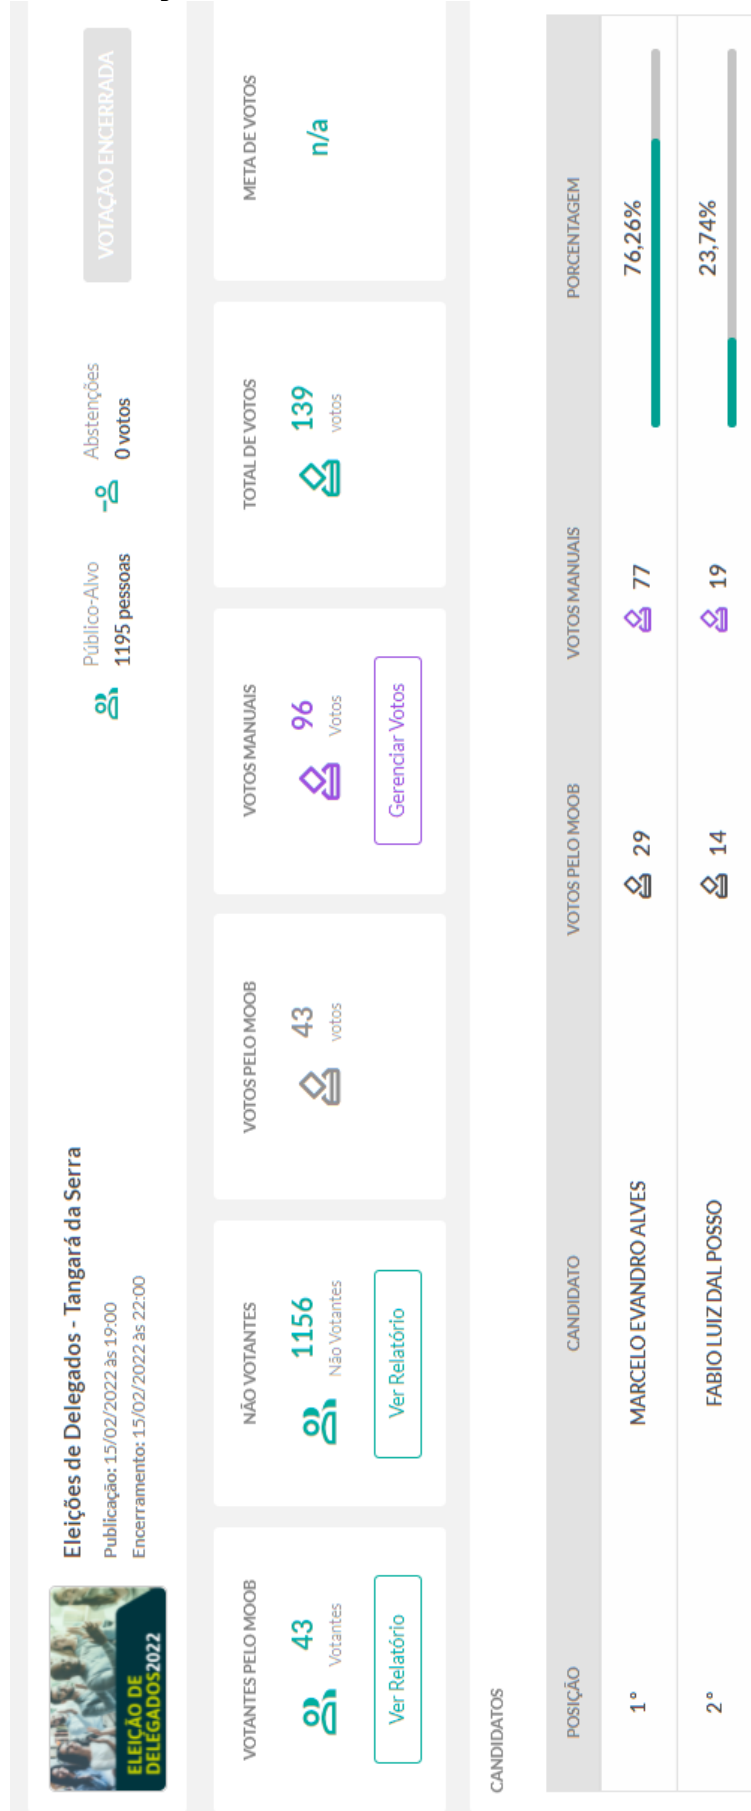 ELEIÇÃO DE
DELEGADOS2022
Eleições de Delegados - Tangará da Serra
Publicação: 15/02/2022 às 19:00
Encerramento: 15/02/2022 às 22:00
Público-Alvo
1195 pessoas
Abstenções
0 votos
VOTAÇÃO ENCERRADA
VOTANTES PELO MOOB
43
Votantes
Ver Relatório
NÃO VOTANTES
1156
Não Votantes
Ver Relatório
VOTOS PELO MOOB
43
votos
VOTOS MANUAIS
96
Votos
Gerenciar Votos
TOTAL DE VOTOS
139
votos
META DE VOTOS
n/a
CANDIDATOS
POSIÇÃO CANDIDATO VOTOS PELO MOOB VOTOS MANUAIS PORCENTAGEM
1° MARCELO EVANDRO ALVES 29 77 76,26%
2° FABIO LUIZ DAL POSSO 14 19 23,74%